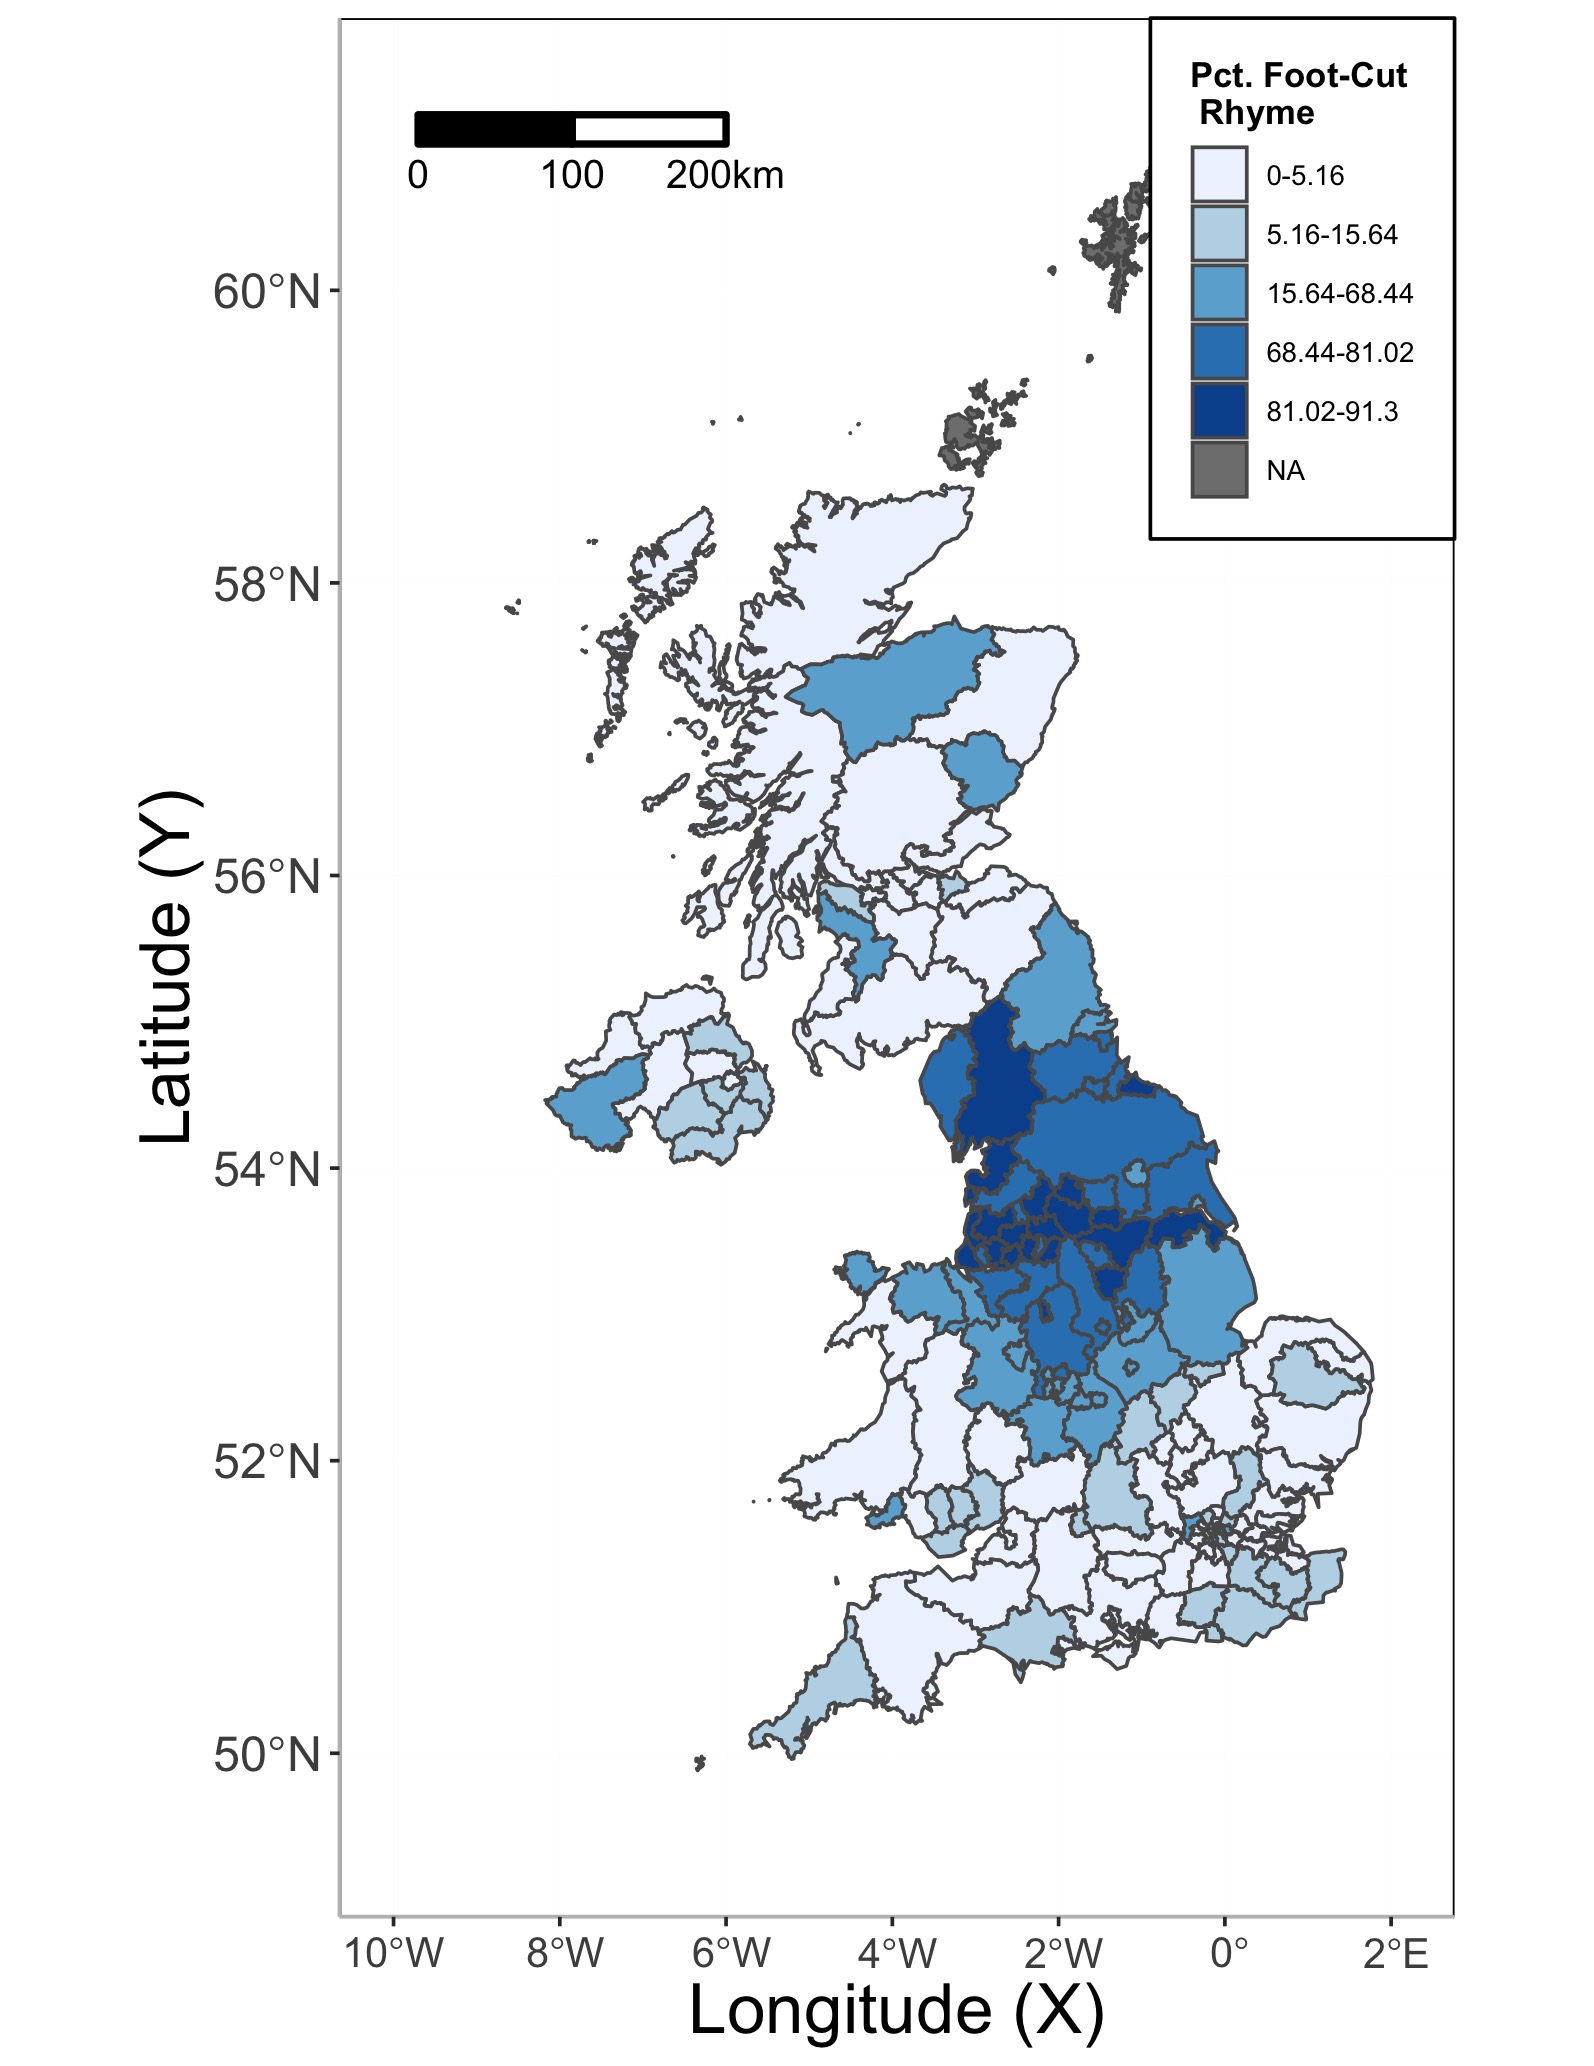 Pct. Foot-Cut
Rhyme
0-5.16
5.16-15.64
15.64-68.44
68.44-81.02
81.02-91.3
NA
0 100 200km
60°N
58°N
56°N
54°N
52°N
50°N
Latitude (Y)
10°W 8°W 6°W 4°W 2°W 0° 2°E
Longitude (X)